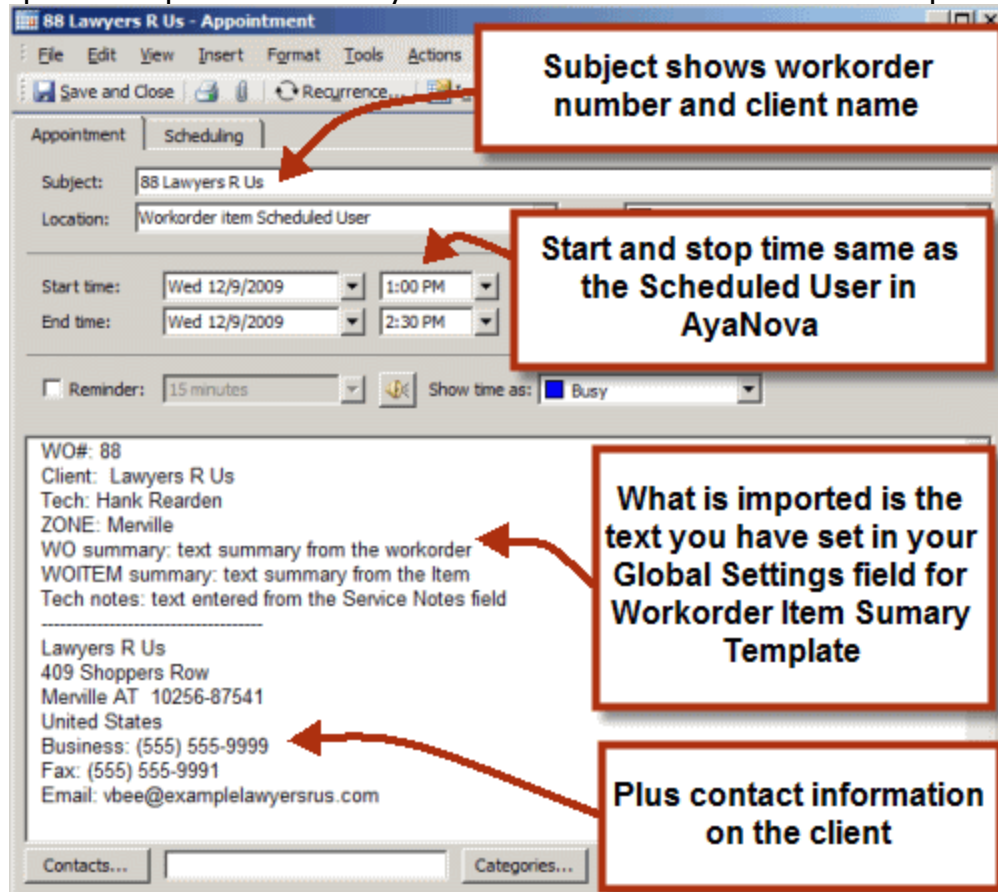 88 Lawyers R Us - Appointment
File Edit View Insert Format Tools Actions
Save and Close Recurrence...
Subject shows workorder
number and client name
Appointment Scheduling
Subject: 88 Lawyers R Us
Location: Workorder item Scheduled User
Start and stop time same as
the Scheduled User in
AyaNova
Start time: Wed 12/9/2009 1:00 PM
End time: Wed 12/9/2009 2:30 PM
Reminder: 15 minutes Show time as: Busy
WO#: 88
Client: Lawyers R Us
Tech: Hank Rearden
ZONE: Merville
WO summary: text summary from the workorder
WOITEM summary: text summary from the Item
Tech notes: text entered from the Service Notes field
------------------------------------
What is imported is the
text you have set in your
Global Settings field for
Workorder Item Sumary
Template
Lawyers R Us
409 Shoppers Row
Merville AT 10256-87541
United States
Business: (555) 555-9999
Fax: (555) 555-9991
Email: vbee@examplelawyersrus.com
Plus contact information
on the client
Contacts... Categories...